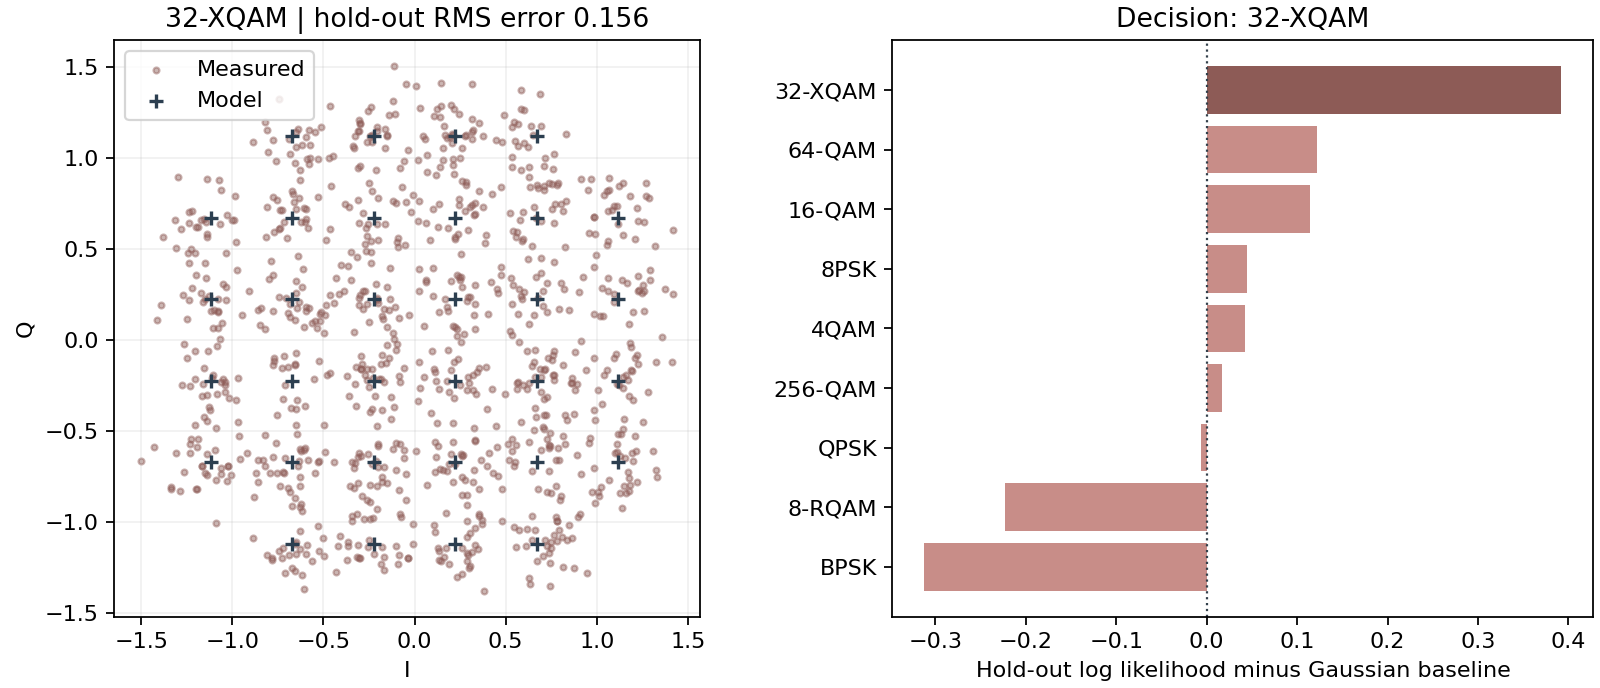 32-XQAM | hold-out RMS error 0.156
Measured
Model
1.5
1.0
0.5
0.0
−0.5
−1.0
−1.5
Q
−1.5 −1.0 −0.5 0.0 0.5 1.0 1.5
I
Decision: 32-XQAM
32-XQAM
64-QAM
16-QAM
8PSK
4QAM
256-QAM
QPSK
8-RQAM
BPSK
−0.3 −0.2 −0.1 0.0 0.1 0.2 0.3 0.4
Hold-out log likelihood minus Gaussian baseline